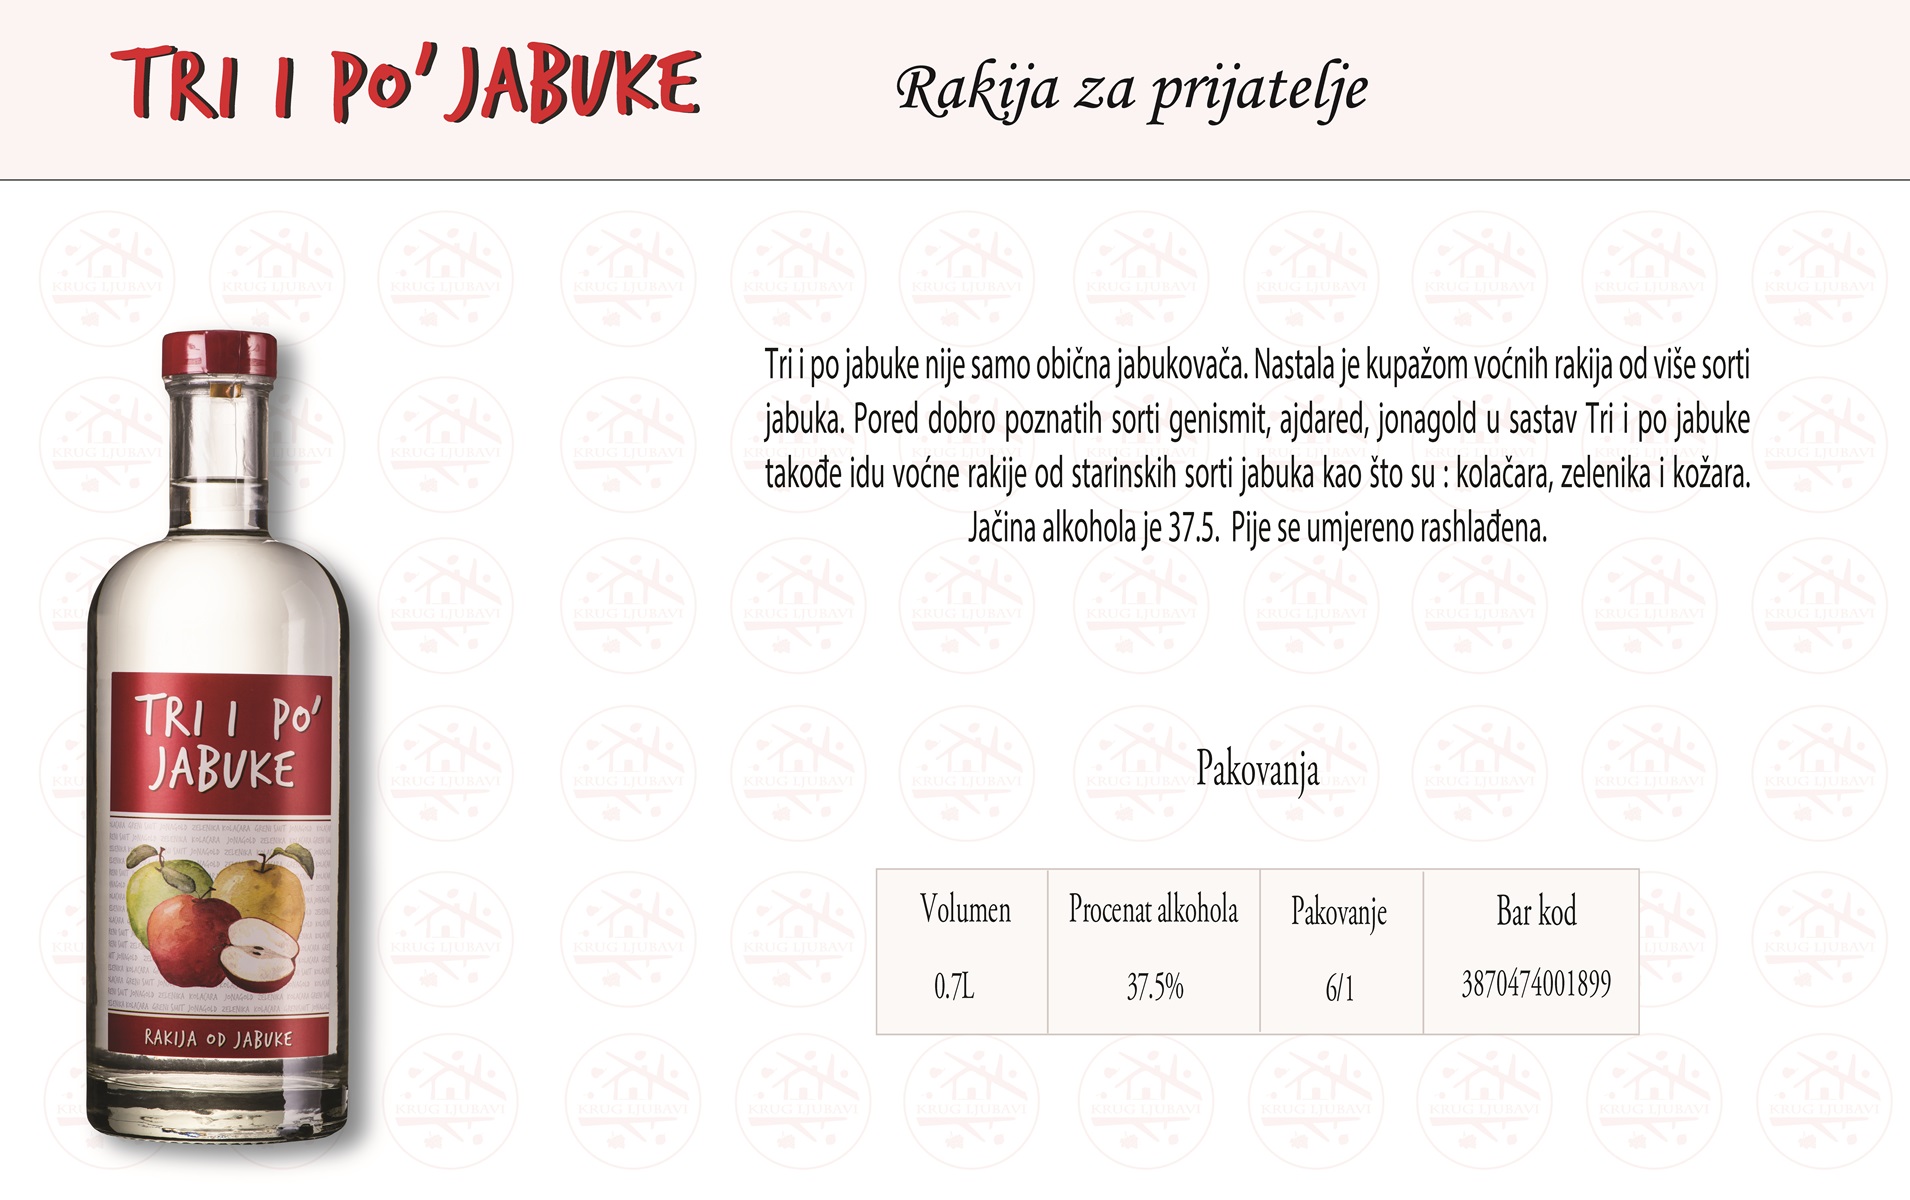 TRI I PO' JABUKE
Rakija za prijatelje
Tri i po jabuke nije samo obična jabukovača. Nastala je kupažom voćnih rakija od više sorti
jabuka. Pored dobro poznatih sorti genismit, ajdared, jonagold u sastav Tri i po jabuke
takođe idu voćne rakije od starinskih sorti jabuka kao što su : kolačara, zelenika i kožara.
Jačina alkohola je 37.5. Pije se umjereno rashlađena.
TRI I PO'
JABUKE
RAKIJA OD JABUKE
Pakovanja
Volumen Procenat alkohola Pakovanje Bar kod
0.7L 37.5% 6/1 3870474001899
KRUG LJUBAVI